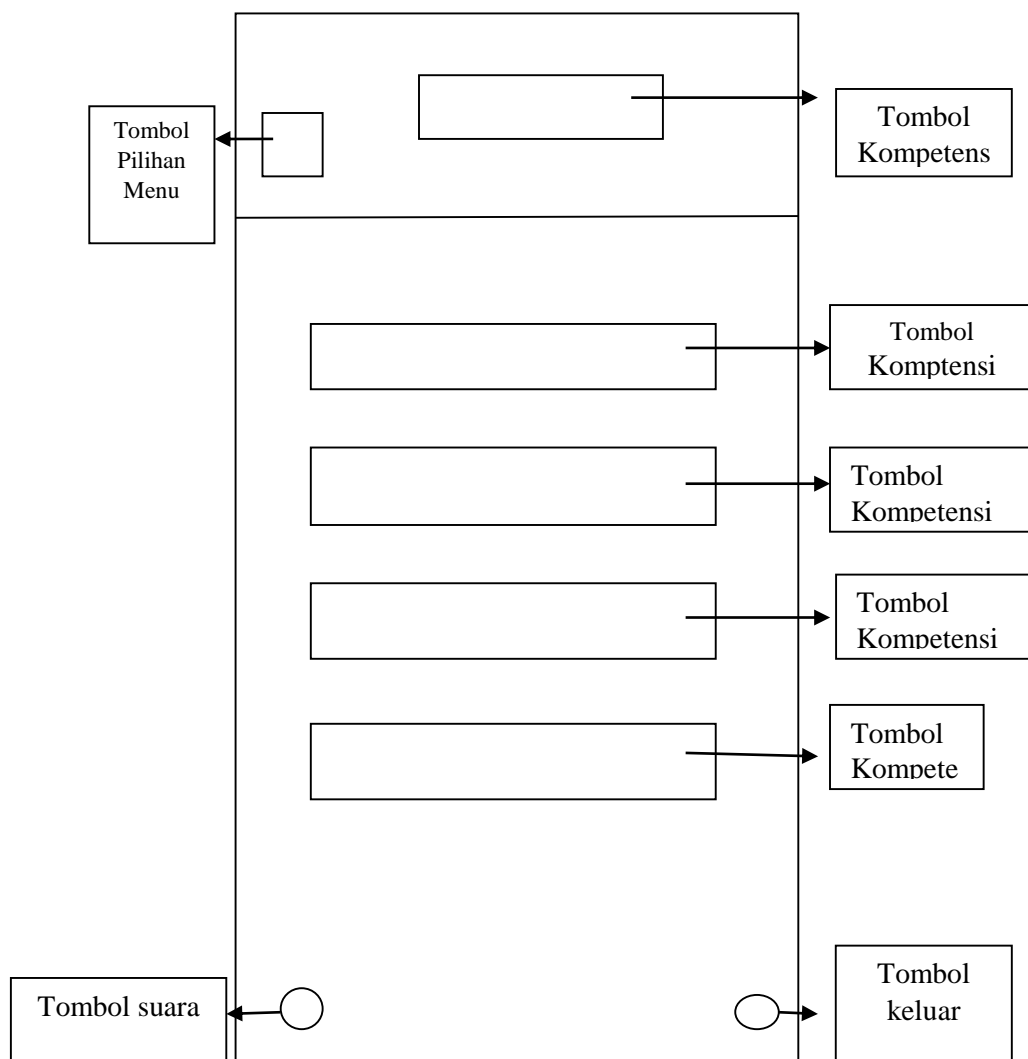 Tombol
Pilihan
Menu
Tombol
Kompetens
Tombol
Komptensi
Tombol
Kompetensi
Tombol
Kompetensi
Tombol
Kompete
Tombol suara
Tombol
keluar